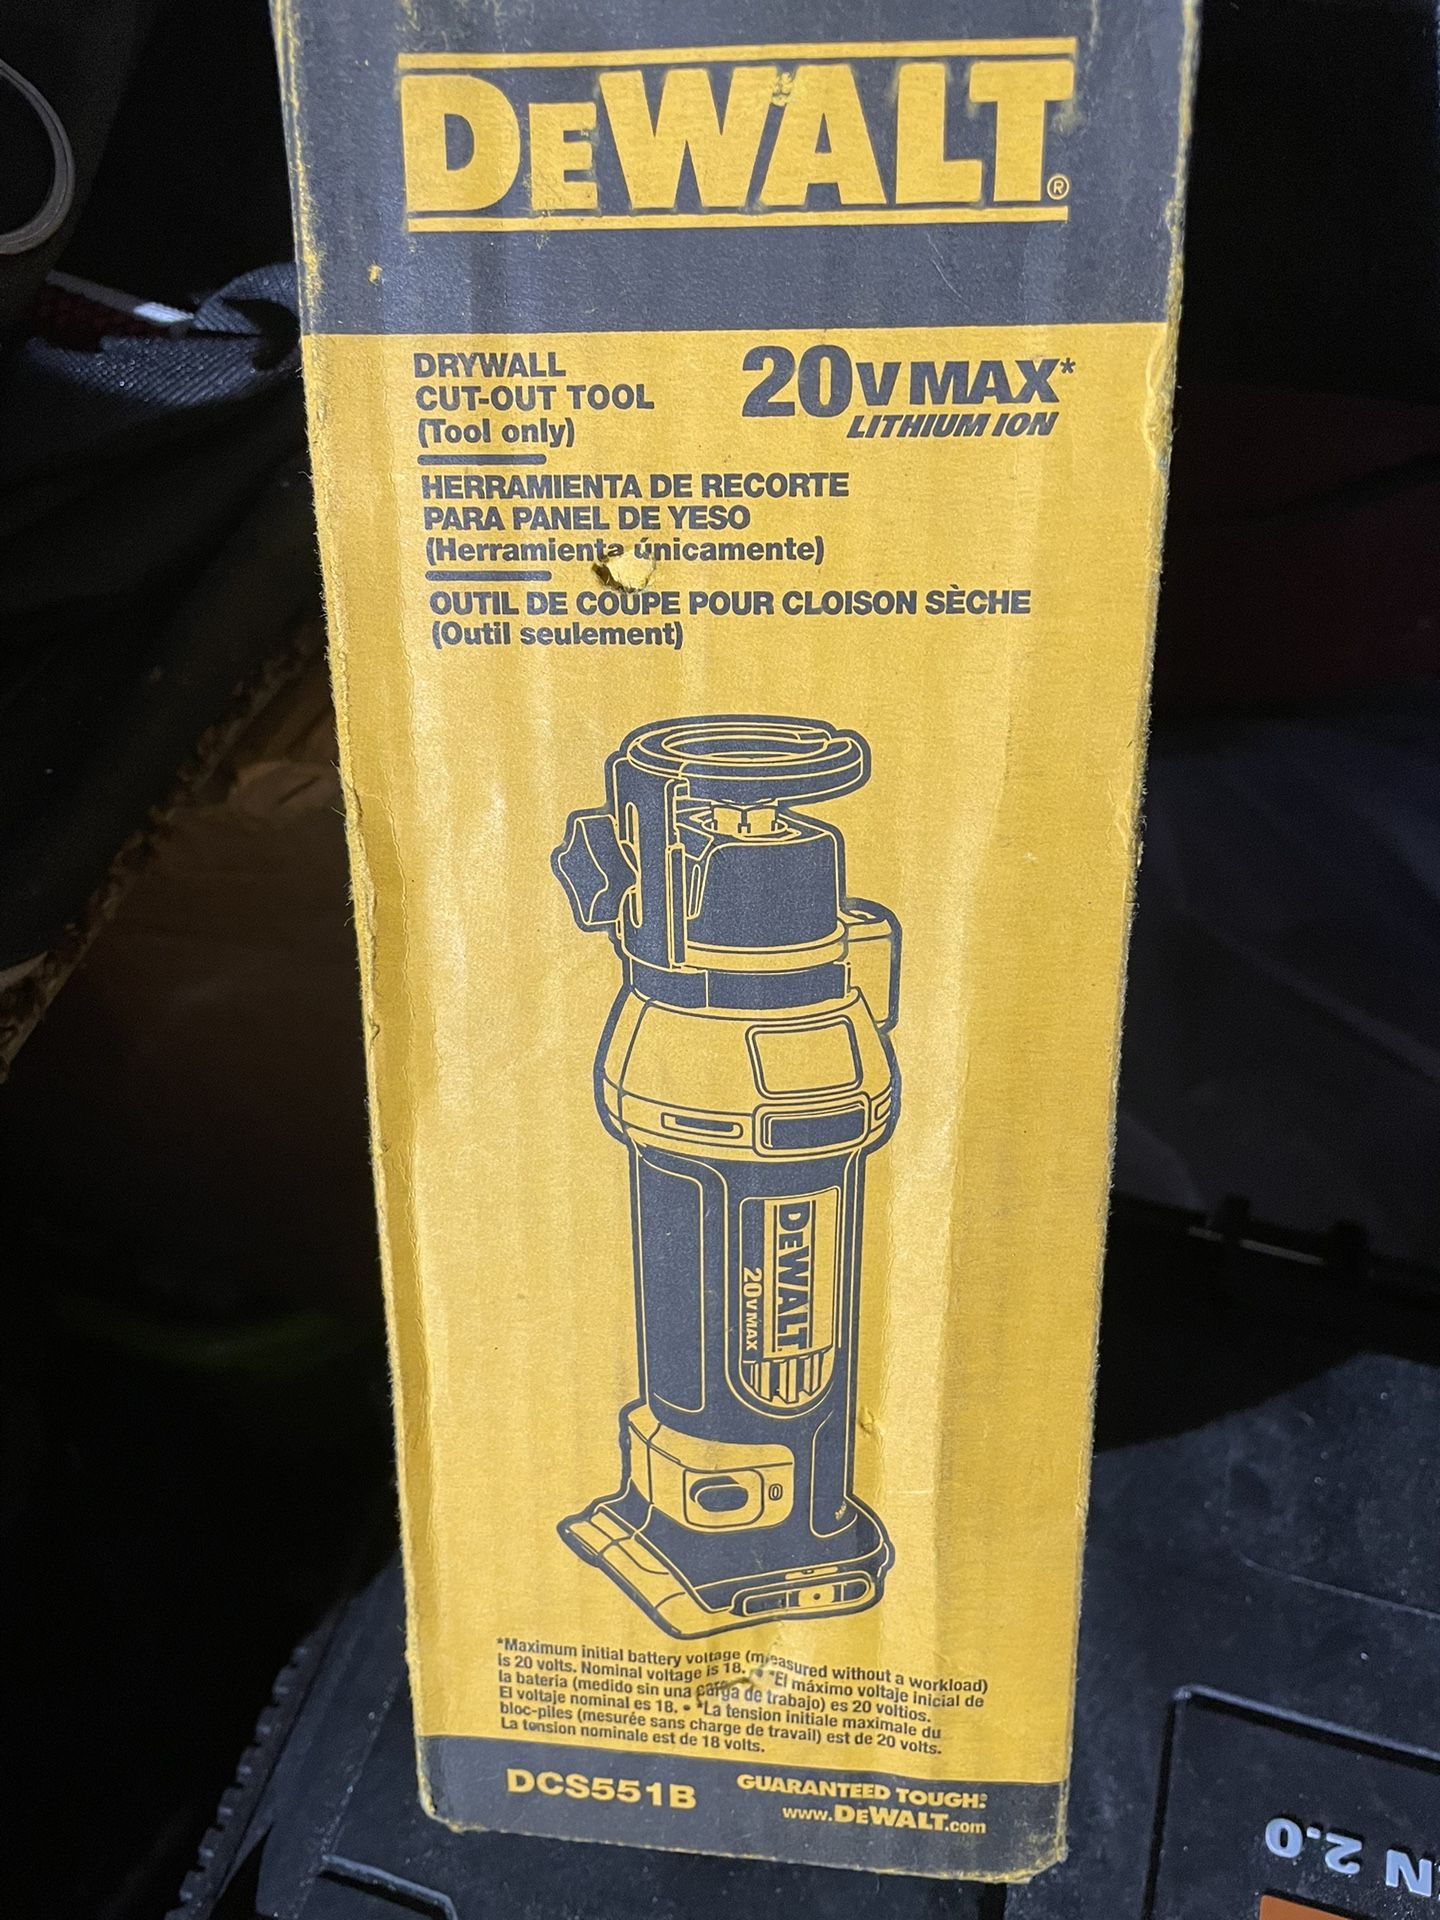 DEWALT®
DRYWALL
CUT-OUT TOOL
(Tool only)
20V MAX*
LITHIUM ION
HERRAMIENTA DE RECORTE
PARA PANEL DE YESO
(Herramienta únicamente)
OUTIL DE COUPE POUR CLOISON SÈCHE
(Outil seulement)
DEWALT
20V MAX
0
*Maximum initial battery voltage (measured without a workload)
is 20 volts. Nominal voltage is 18. • *El máximo voltaje inicial de
la batería (medido sin una carga de trabajo) es 20 voltios.
El voltaje nominal es 18. • *La tension initiale maximale du
bloc-piles (mesurée sans charge de travail) est de 20 volts.
La tension nominale est de 18 volts.
DCS551B
GUARANTEED TOUGH.®
www.DEWALT.com
2.0